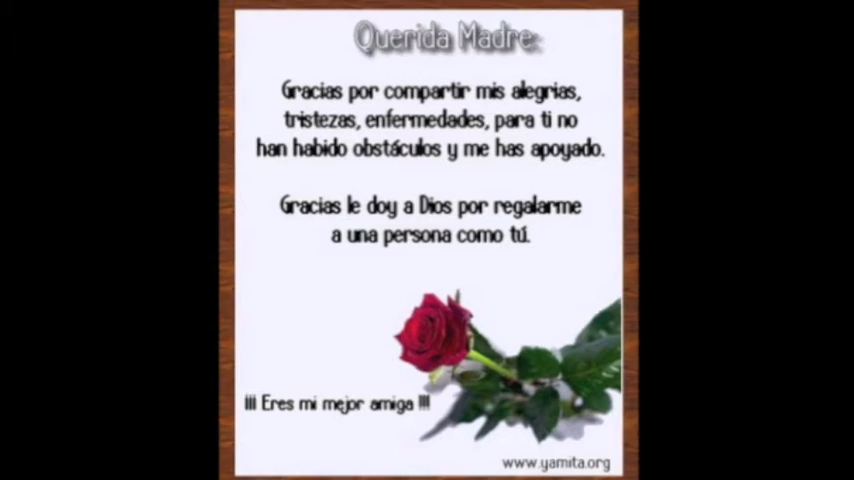 Querida Madre:
Gracias por compartir mis alegrias,
tristezas, enfermedades, para ti no
han habido obstáculos y me has apoyado.
Gracias le doy a Dios por regalarme
a una persona como tú.
¡¡¡ Eres mi mejor amiga !!!
www.yamita.org